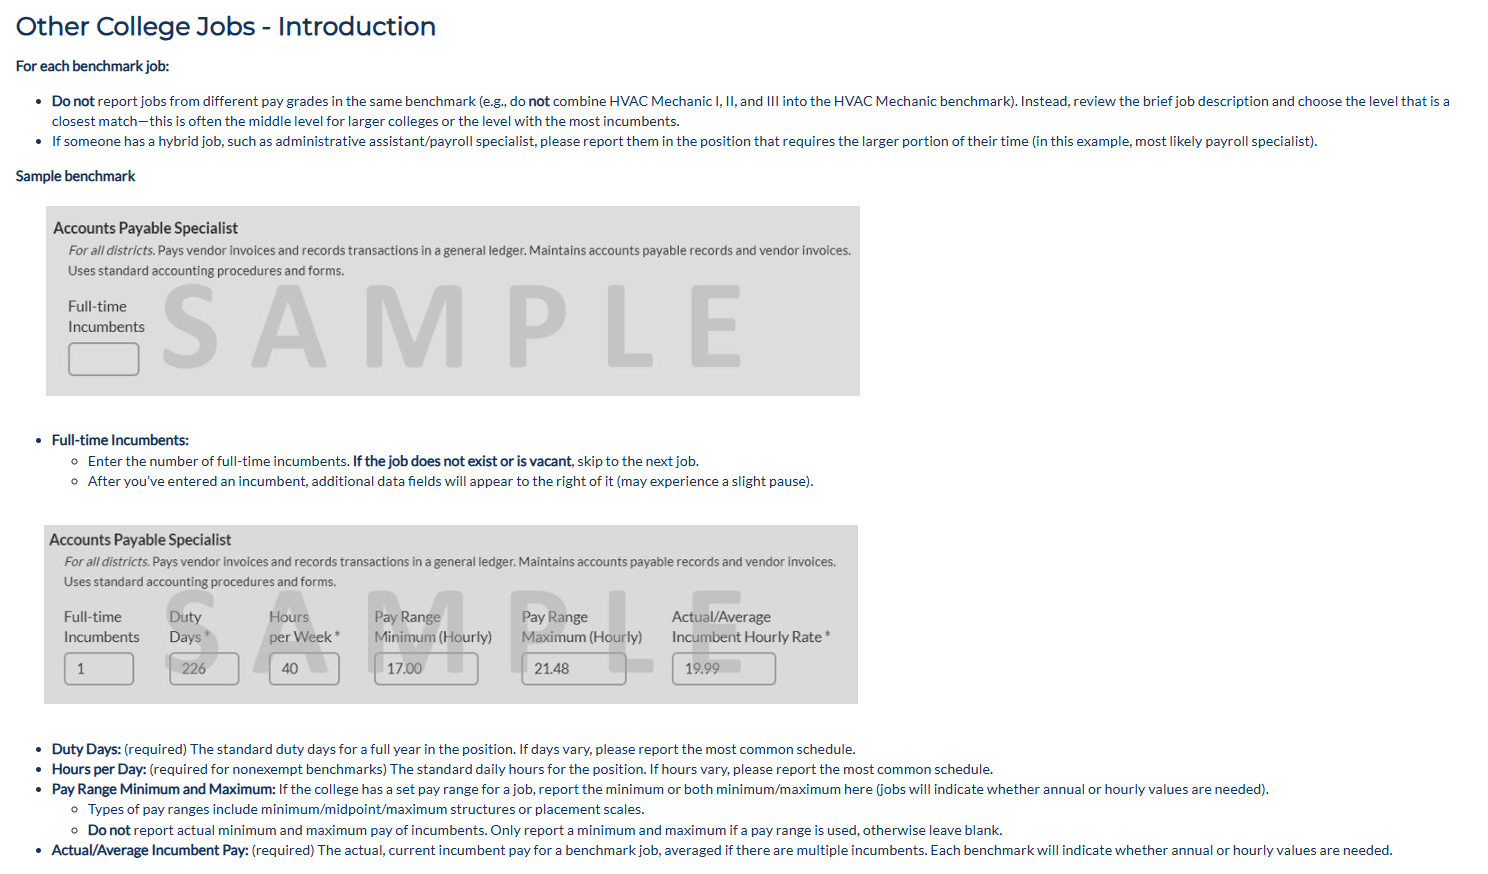 Other College Jobs - Introduction
For each benchmark job:
• Do not report jobs from different pay grades in the same benchmark (e.g., do not combine HVAC Mechanic I, II, and III into the HVAC Mechanic benchmark). Instead, review the brief job description and choose the level that is a
closest match—this is often the middle level for larger colleges or the level with the most incumbents.
• If someone has a hybrid job, such as administrative assistant/payroll specialist, please report them in the position that requires the larger portion of their time (in this example, most likely payroll specialist).
Sample benchmark
Accounts Payable Specialist
For all districts. Pays vendor invoices and records transactions in a general ledger. Maintains accounts payable records and vendor invoices.
Uses standard accounting procedures and forms.
Full-time
Incumbents
SAMPLE
• Full-time Incumbents:
◦ Enter the number of full-time incumbents. If the job does not exist or is vacant, skip to the next job.
◦ After you've entered an incumbent, additional data fields will appear to the right of it (may experience a slight pause).
Accounts Payable Specialist
For all districts. Pays vendor invoices and records transactions in a general ledger. Maintains accounts payable records and vendor invoices.
Uses standard accounting procedures and forms.
SAMPLE
Full-time Duty Hours Pay Range Pay Range Actual/Average
Incumbents Days * per Week * Minimum (Hourly) Maximum (Hourly) Incumbent Hourly Rate *
1 226 40 17.00 21.48 19.99
• Duty Days: (required) The standard duty days for a full year in the position. If days vary, please report the most common schedule.
• Hours per Day: (required for nonexempt benchmarks) The standard daily hours for the position. If hours vary, please report the most common schedule.
• Pay Range Minimum and Maximum: If the college has a set pay range for a job, report the minimum or both minimum/maximum here (jobs will indicate whether annual or hourly values are needed).
◦ Types of pay ranges include minimum/midpoint/maximum structures or placement scales.
◦ Do not report actual minimum and maximum pay of incumbents. Only report a minimum and maximum if a pay range is used, otherwise leave blank.
• Actual/Average Incumbent Pay: (required) The actual, current incumbent pay for a benchmark job, averaged if there are multiple incumbents. Each benchmark will indicate whether annual or hourly values are needed.